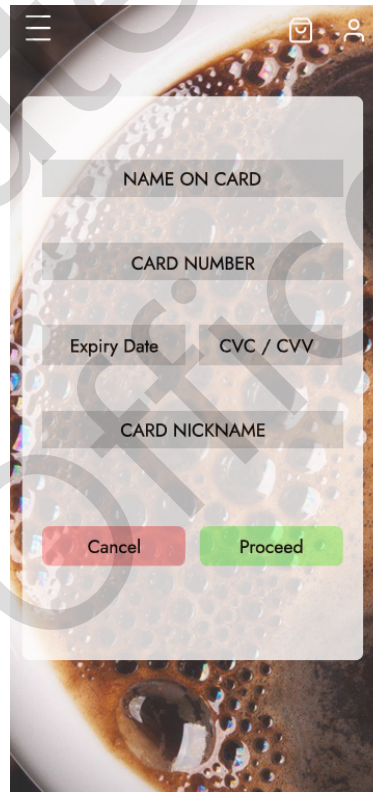 NAME ON CARD
CARD NUMBER
Expiry Date CVC / CVV
CARD NICKNAME
Cancel Proceed